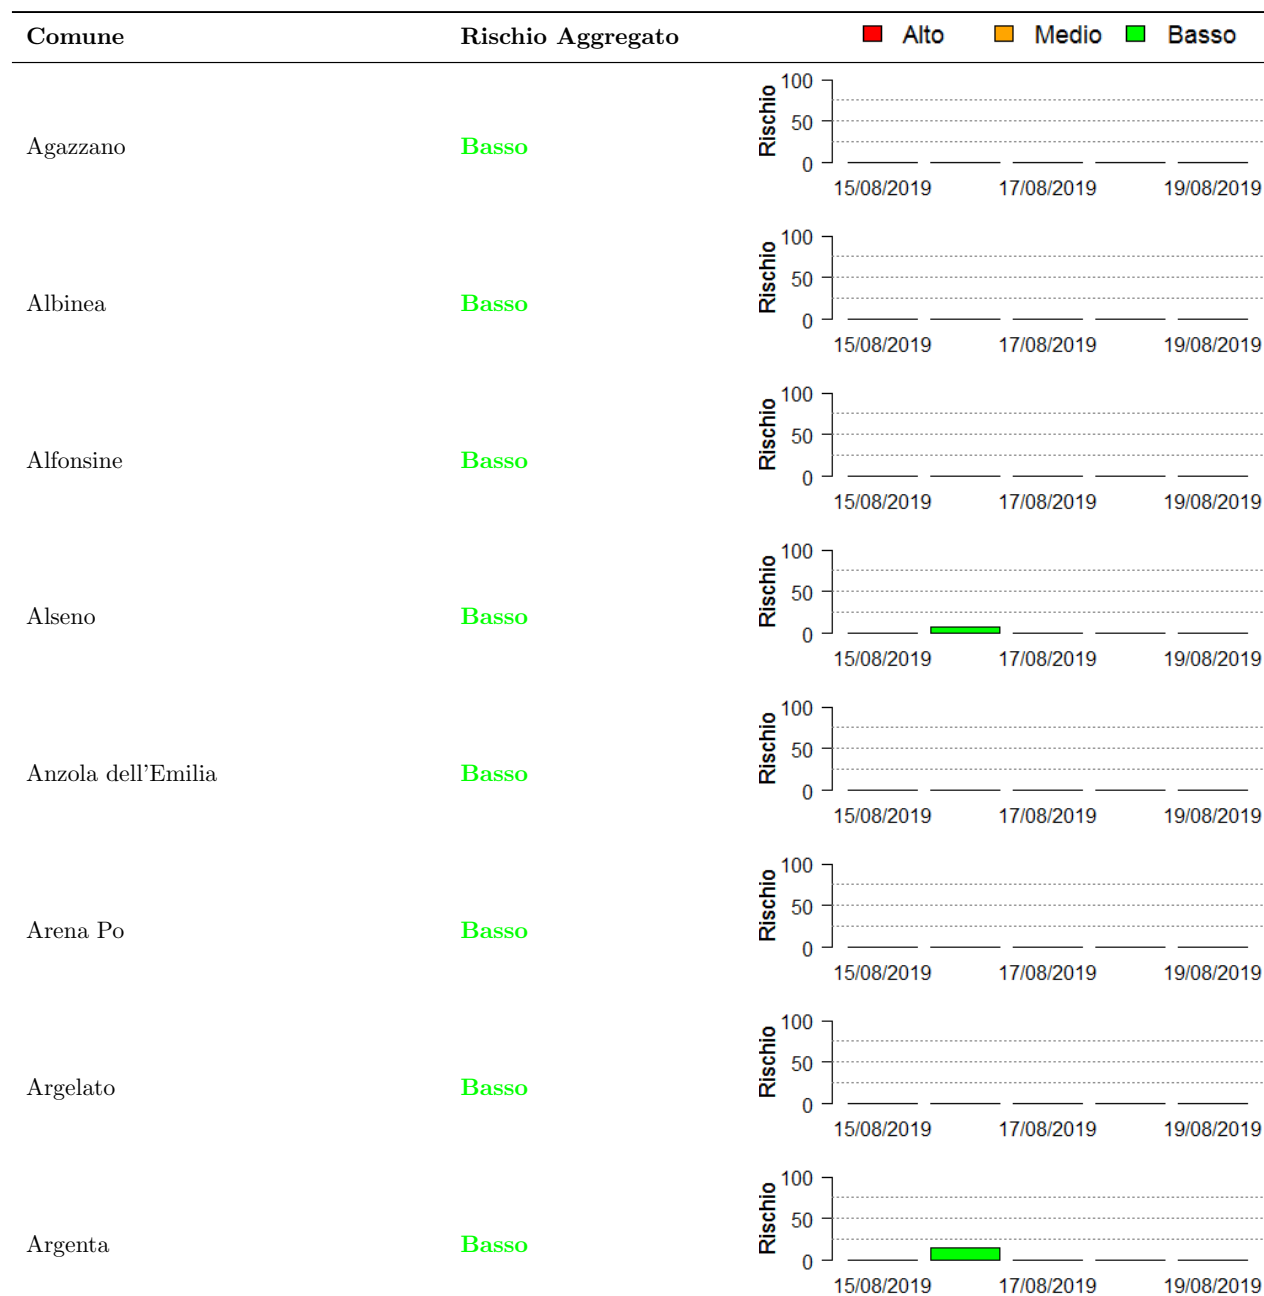 Comune Rischio Aggregato Alto Medio Basso
Agazzano Basso Rischio 100 50 0
15/08/2019 17/08/2019 19/08/2019
Albinea Basso Rischio 100 50 0
15/08/2019 17/08/2019 19/08/2019
Alfonsine Basso Rischio 100 50 0
15/08/2019 17/08/2019 19/08/2019
Alseno Basso Rischio 100 50 0
15/08/2019 17/08/2019 19/08/2019
Anzola dell'Emilia Basso Rischio 100 50 0
15/08/2019 17/08/2019 19/08/2019
Arena Po Basso Rischio 100 50 0
15/08/2019 17/08/2019 19/08/2019
Argelato Basso Rischio 100 50 0
15/08/2019 17/08/2019 19/08/2019
Argenta Basso Rischio 100 50 0
15/08/2019 17/08/2019 19/08/2019